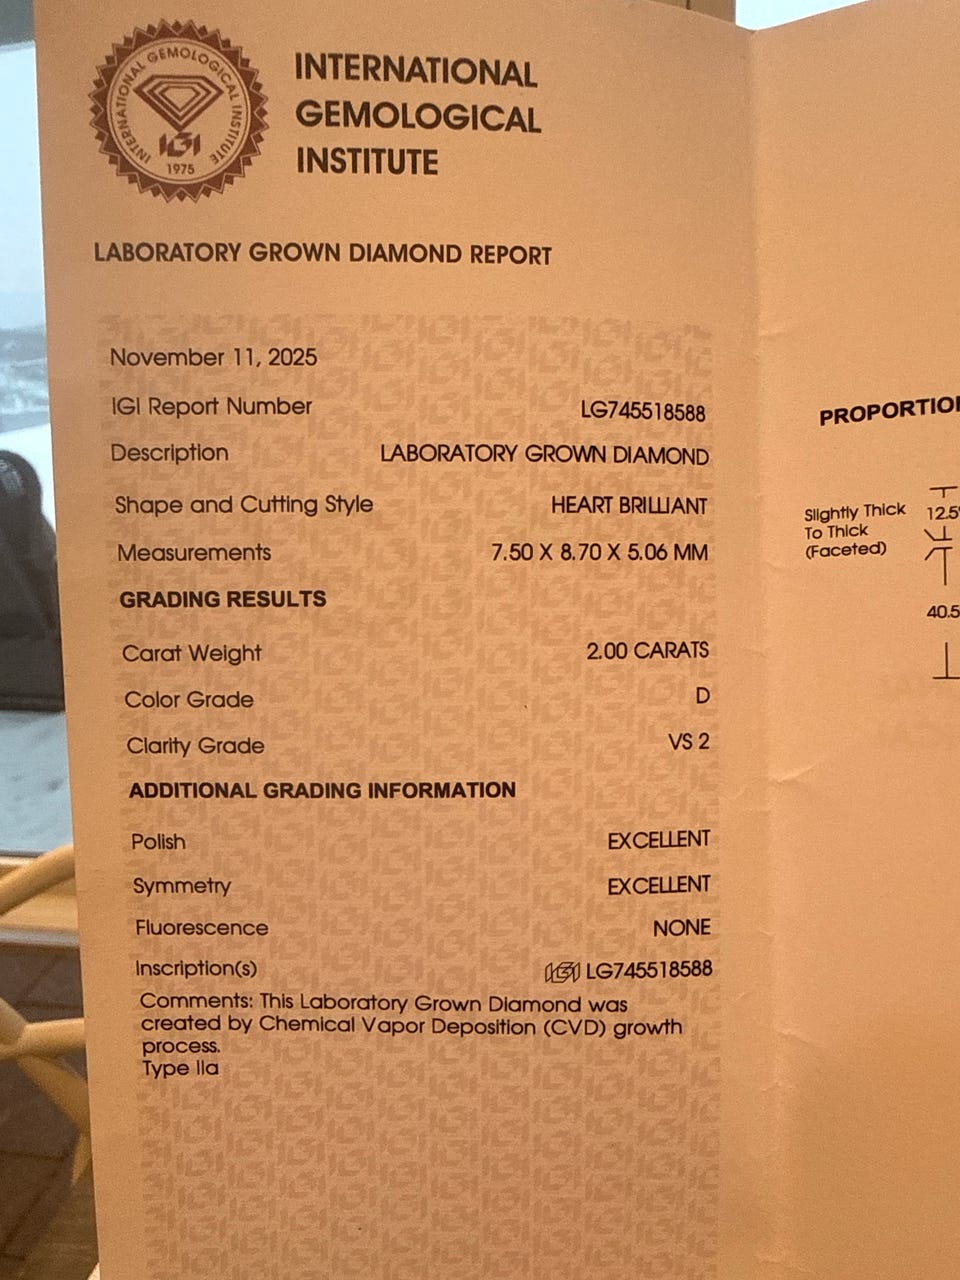 INTERNATIONAL GEMOLOGICAL INSTITUTE
IGI
1975
INTERNATIONAL
GEMOLOGICAL
INSTITUTE
LABORATORY GROWN DIAMOND REPORT
November 11, 2025
IGI Report Number LG745518588
Description LABORATORY GROWN DIAMOND
Shape and Cutting Style HEART BRILLIANT
Measurements 7.50 X 8.70 X 5.06 MM
GRADING RESULTS
Carat Weight 2.00 CARATS
Color Grade D
Clarity Grade VS 2
ADDITIONAL GRADING INFORMATION
Polish EXCELLENT
Symmetry EXCELLENT
Fluorescence NONE
Inscription(s) IGI LG745518588
Comments: This Laboratory Grown Diamond was
created by Chemical Vapor Deposition (CVD) growth
process.
Type IIa
PROPORTIO
Slightly Thick
To Thick
(Faceted)
12.5
40.5